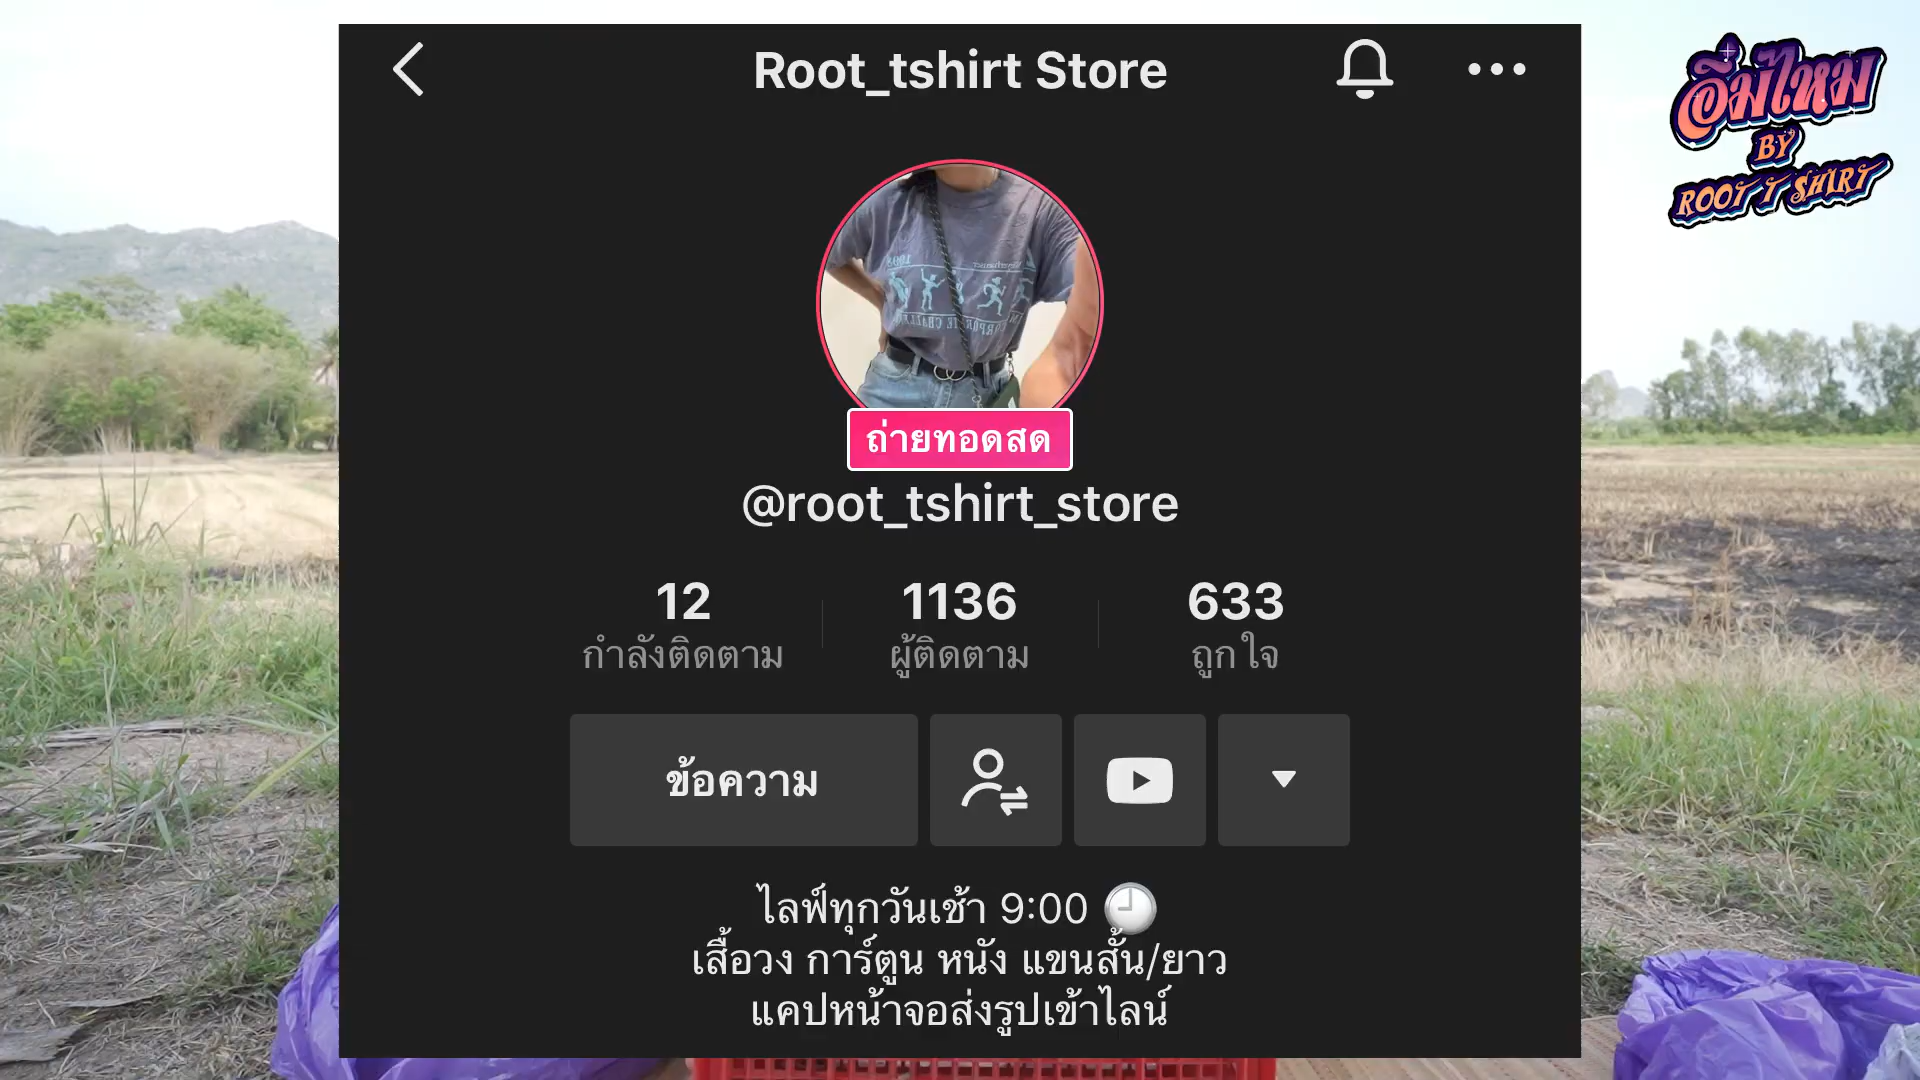 Root_tshirt Store
อิ่มไหม
BY
ROOT T SHIRT
ถ่ายทอดสด
@root_tshirt_store
12 1136 633
กำลังติดตาม ผู้ติดตาม ถูกใจ
ข้อความ
ไลฟ์ทุกวันเช้า 9:00
เสื้อวง การ์ตูน หนัง แขนสั้น/ยาว
แคปหน้าจอส่งรูปเข้าไลน์